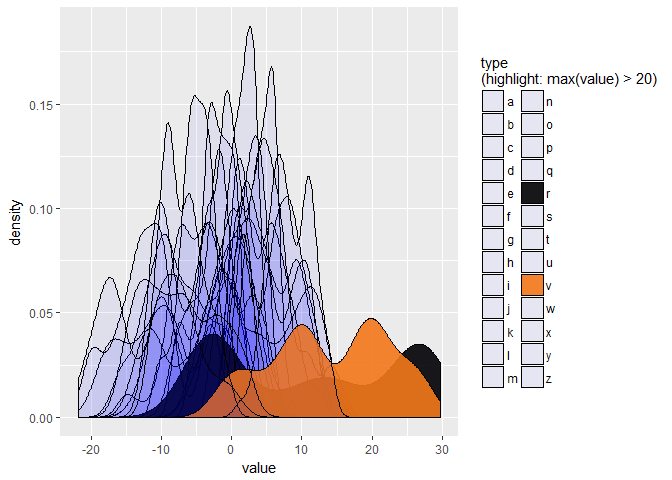 type
(highlight: max(value) > 20)
a n
b o
c p
d q
e r
f s
g t
h u
i v
j w
k x
l y
m z
0.15
0.10
0.05
0.00
density
-20 -10 0 10 20 30
value